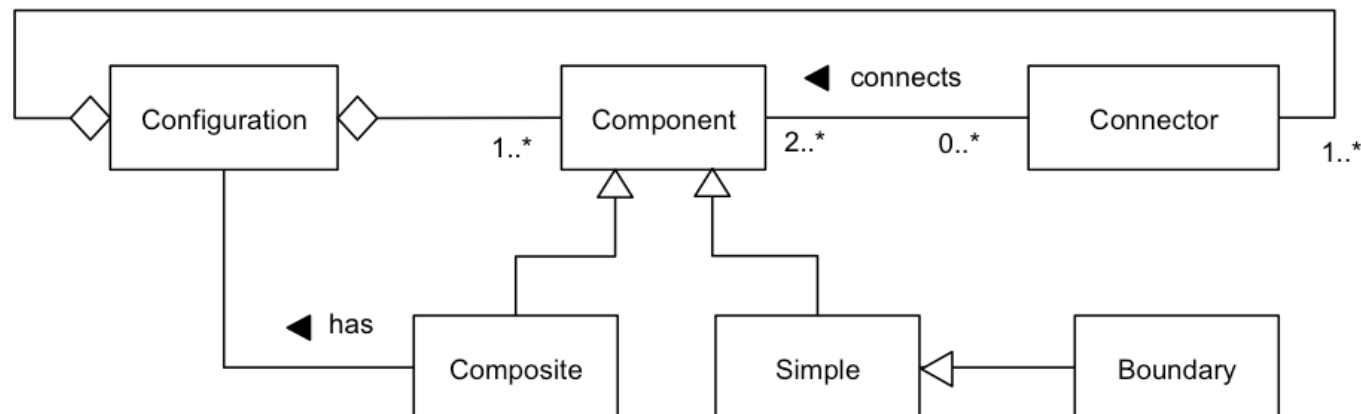 connects
Configuration
Component
Connector
1..*
2..*
0..*
1..*
has
Composite
Simple
Boundary